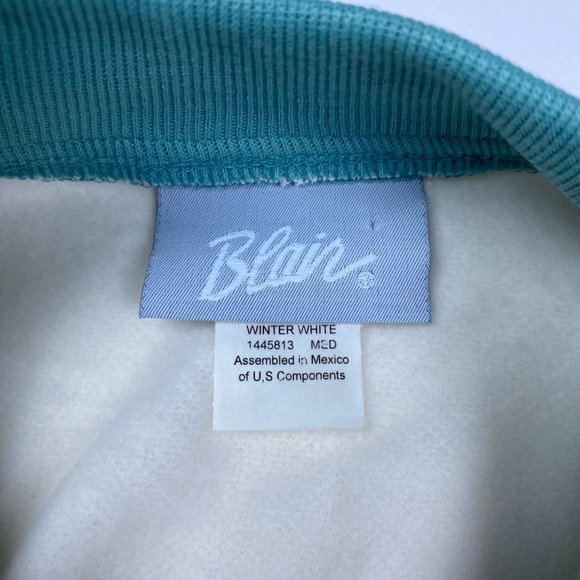 Blair®
WINTER WHITE
1445813 MED
Assembled in Mexico
of U,S Components